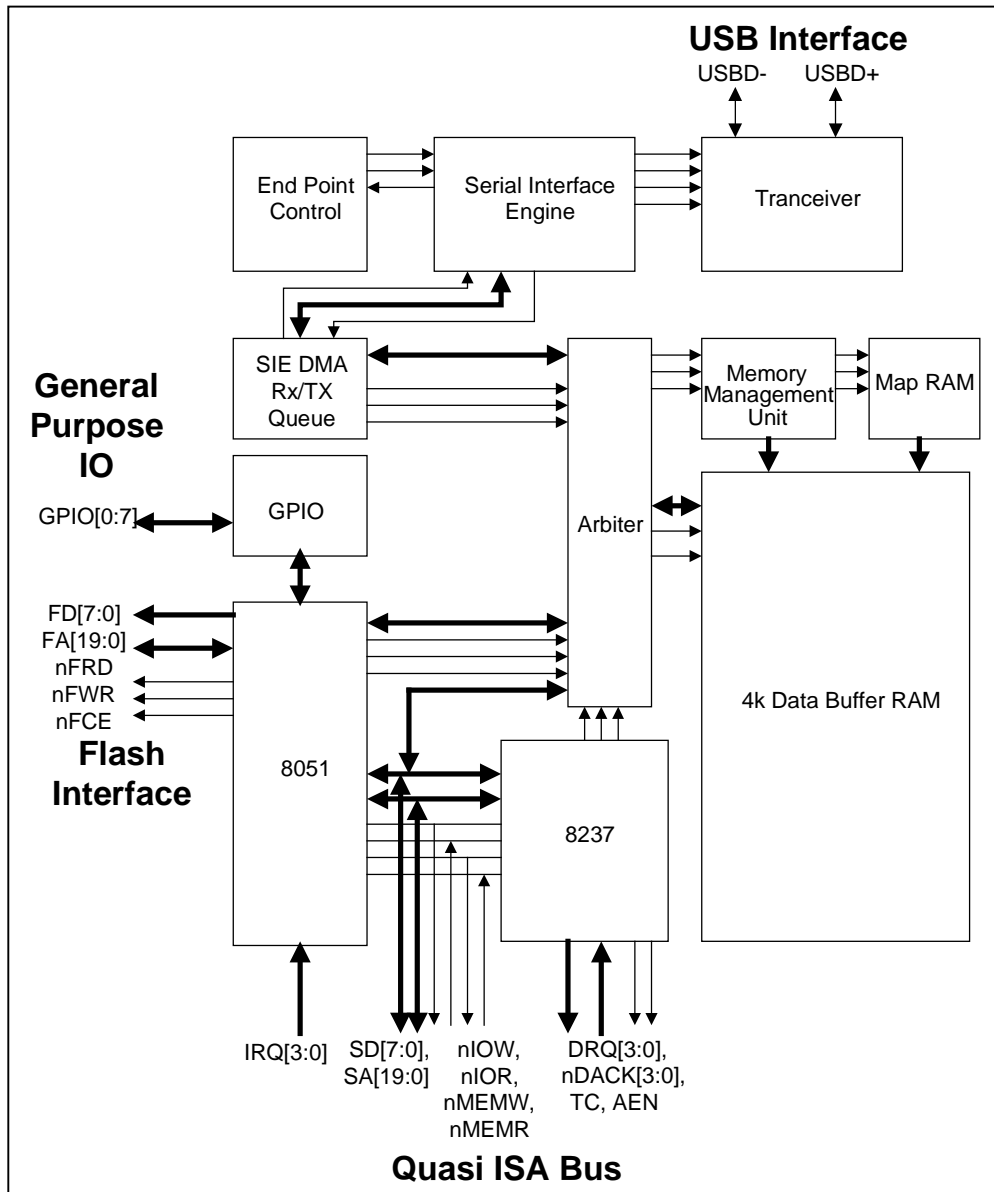 USB Interface
USBD-
USBD+
End Point
Control
Serial Interface
Engine
Tranceiver
SIE DMA
Rx/TX
Queue
Memory
Management
Unit
Map RAM
General
Purpose
IO
GPIO[0:7]
GPIO
Arbiter
FD[7:0]
FA[19:0]
nFRD
nFWR
nFCE
Flash
Interface
8051
8237
4k Data Buffer RAM
IRQ[3:0]
SD[7:0],
SA[19:0]
nIOW,
nIOR,
nMEMW,
nMEMR
DRQ[3:0],
nDACK[3:0],
TC, AEN
Quasi ISA Bus